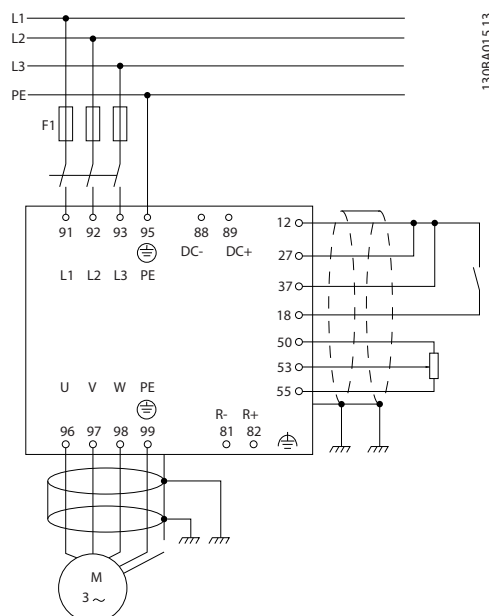 L1
L2
L3
PE
130BA015.13
F1
91 92 93 95 88 89
DC- DC+
L1 L2 L3 PE
12
27
37
18
50
53
55
U V W PE
R- R+
96 97 98 99 81 82
M
3 ~